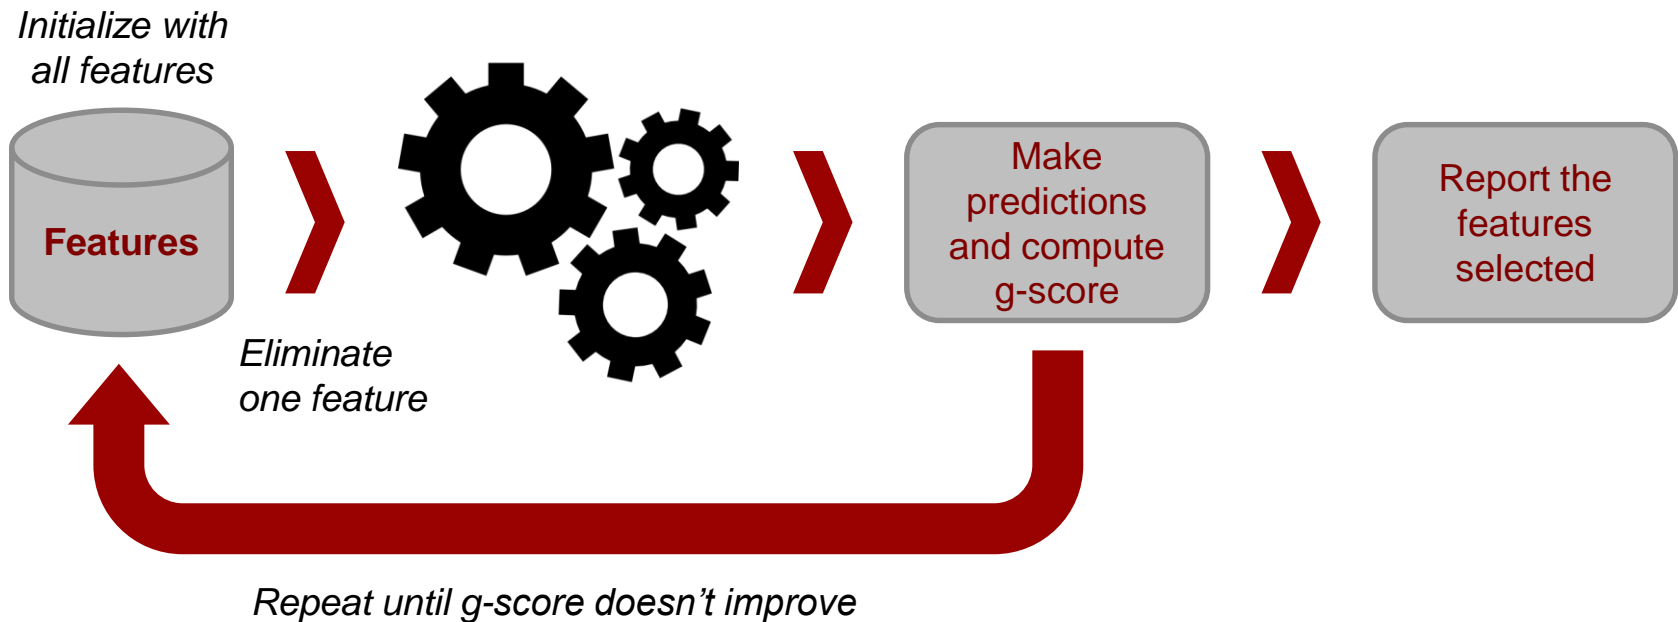 Initialize with
all features
Features
Eliminate
one feature
Make
predictions
and compute
g-score
Report the
features
selected
Repeat until g-score doesn’t improve